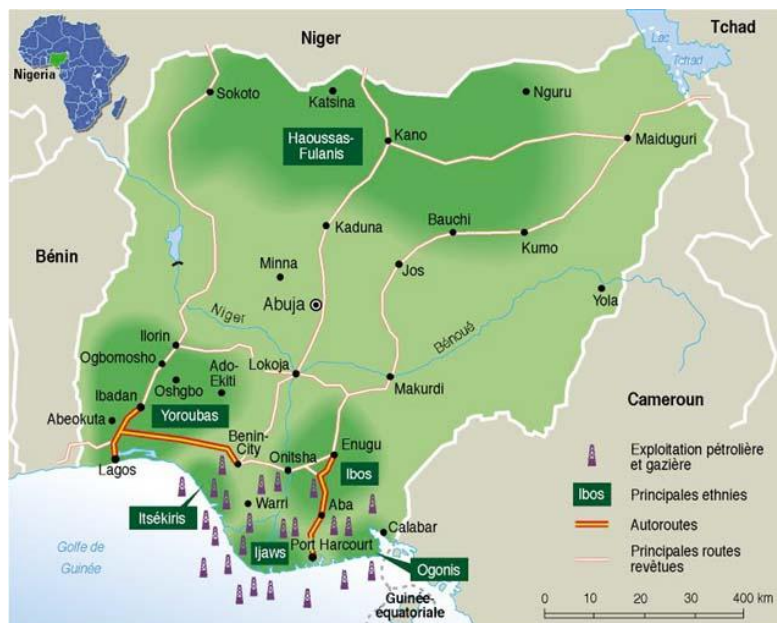 Niger
Tchad
Lac
Tchad
Nigeria
Sokoto
Katsina
Nguru
Haoussas-
Fulanis
Kano
Maiduguri
Bénin
Kaduna
Bauchi
Kumo
Minna
Jos
Abuja
Yola
Niger
Bénoué
Ilorin
Ogbomosho
Oshgbo
Ado-
Ekiti
Lokoja
Makurdi
Ibadan
Abeokuta
Yoroubas
Cameroun
Lagos
Benin-
City
Onitsha
Enugu
Ibos
Exploitation pétrolière
et gazière
Ibos
Principales ethnies
Itsékiris
Warri
Aba
Calabar
Autoroutes
Golfe de
Guinée
Ijaws
Port Harcourt
Ogonis
Principales routes
revêtues
Guinée-
équatoriale
0 200 400 km